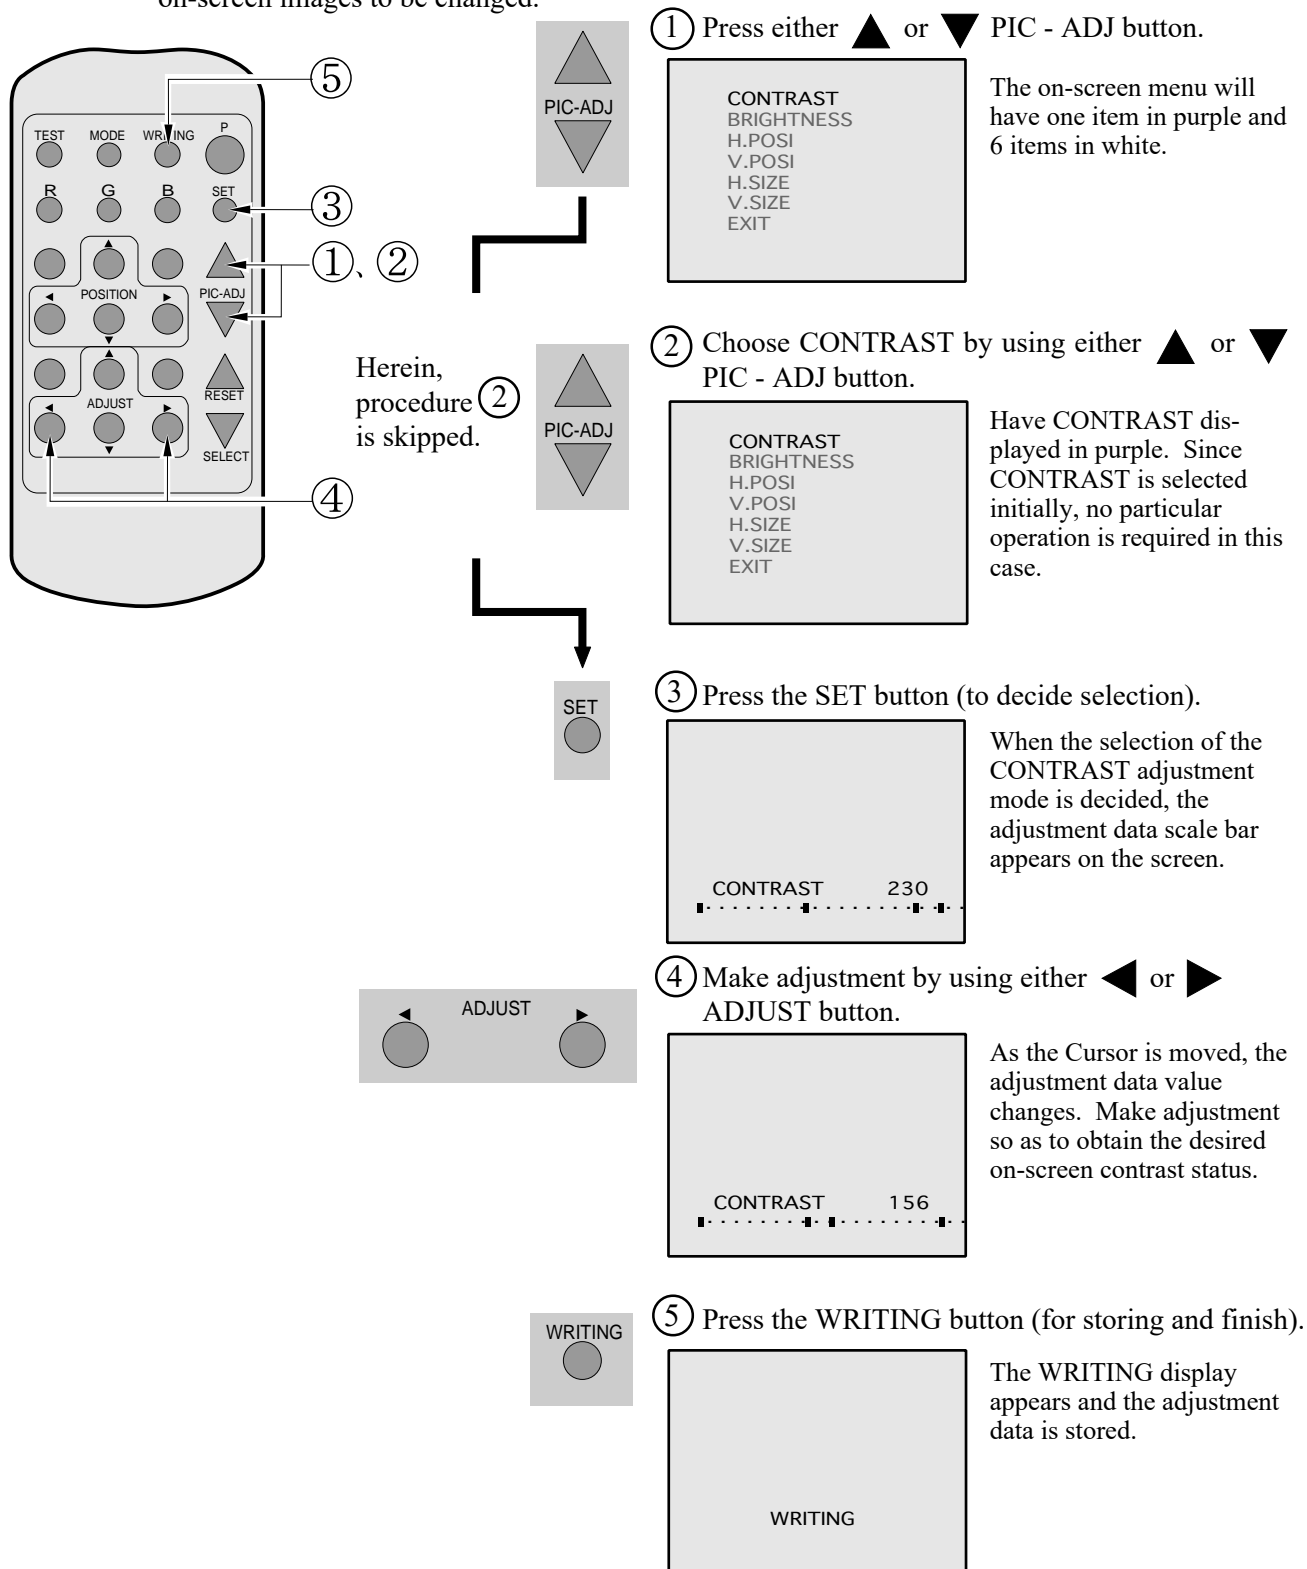 on-screen images to be changed.
① Press either ▲ or ▼ PIC - ADJ button.
PIC-ADJ
CONTRAST
BRIGHTNESS
H.POSI
V.POSI
H.SIZE
V.SIZE
EXIT
The on-screen menu will
have one item in purple and
6 items in white.
TEST MODE WRITING P
R G B SET
POSITION
PIC-ADJ
ADJUST
RESET
SELECT
⑤
③
①、②
④
Herein,
procedure ②
is skipped.
② Choose CONTRAST by using either ▲ or ▼
PIC - ADJ button.
PIC-ADJ
CONTRAST
BRIGHTNESS
H.POSI
V.POSI
H.SIZE
V.SIZE
EXIT
Have CONTRAST dis-
played in purple. Since
CONTRAST is selected
initially, no particular
operation is required in this
case.
③ Press the SET button (to decide selection).
SET
CONTRAST 230
When the selection of the
CONTRAST adjustment
mode is decided, the
adjustment data scale bar
appears on the screen.
④ Make adjustment by using either ◀ or ▶
ADJUST button.
◀ ADJUST ▶
CONTRAST 156
As the Cursor is moved, the
adjustment data value
changes. Make adjustment
so as to obtain the desired
on-screen contrast status.
⑤ Press the WRITING button (for storing and finish).
WRITING
WRITING
The WRITING display
appears and the adjustment
data is stored.